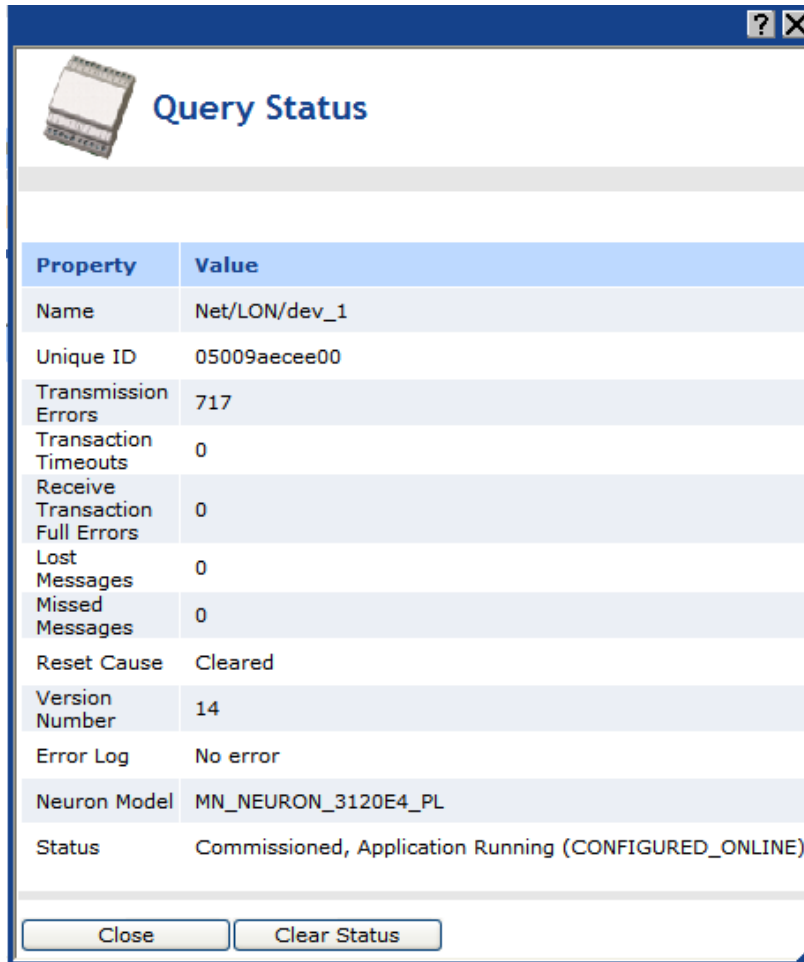 Query Status
Property Value
Name Net/LON/dev_1
Unique ID 05009aecee00
Transmission
Errors 717
Transaction
Timeouts 0
Receive
Transaction 0
Full Errors
Lost
Messages 0
Missed
Messages 0
Reset Cause Cleared
Version
Number 14
Error Log No error
Neuron Model MN_NEURON_3120E4_PL
Status Commissioned, Application Running (CONFIGURED_ONLINE)
Close Clear Status